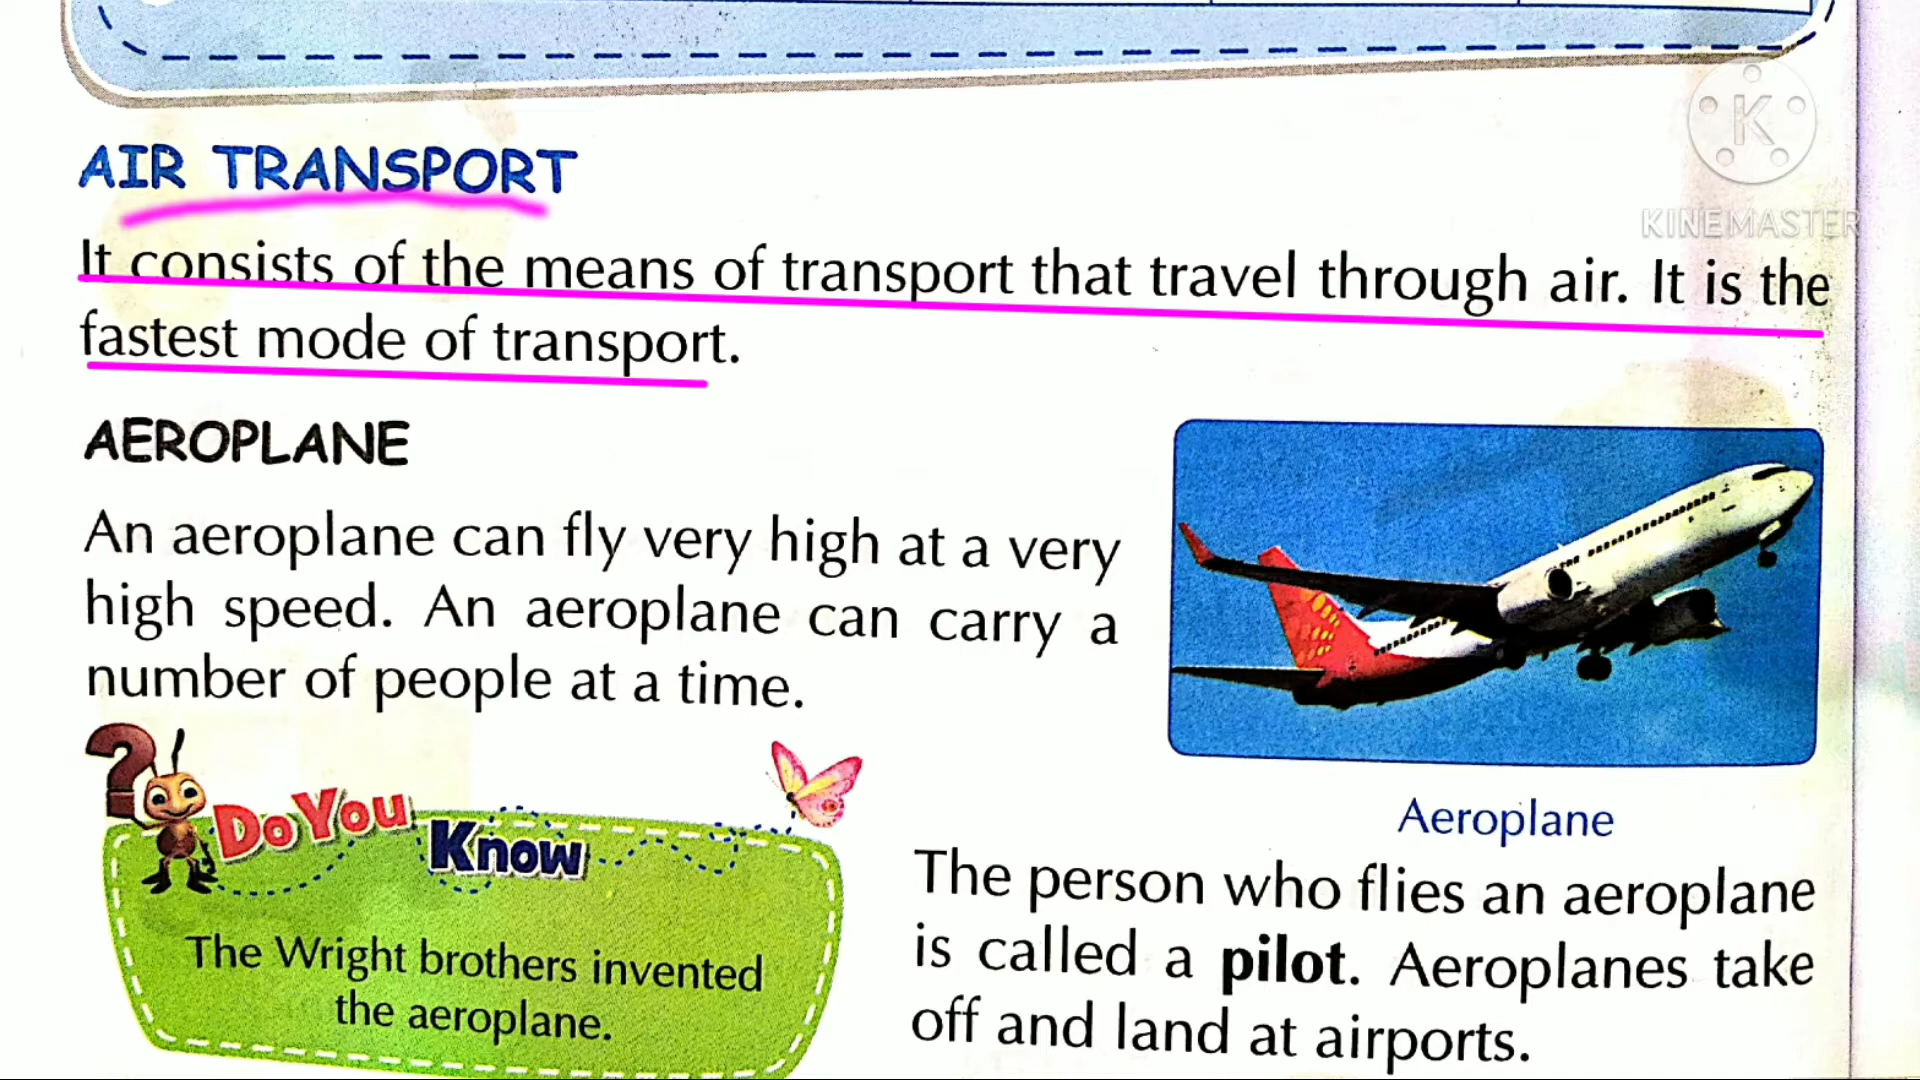 K
KINEMASTER
AIR TRANSPORT
It consists of the means of transport that travel through air. It is the
fastest mode of transport.
AEROPLANE
An aeroplane can fly very high at a very
high speed. An aeroplane can carry a
number of people at a time.
Aeroplane
?
Do You
Know
The Wright brothers invented
the aeroplane.
The person who flies an aeroplane
is called a pilot. Aeroplanes take
off and land at airports.